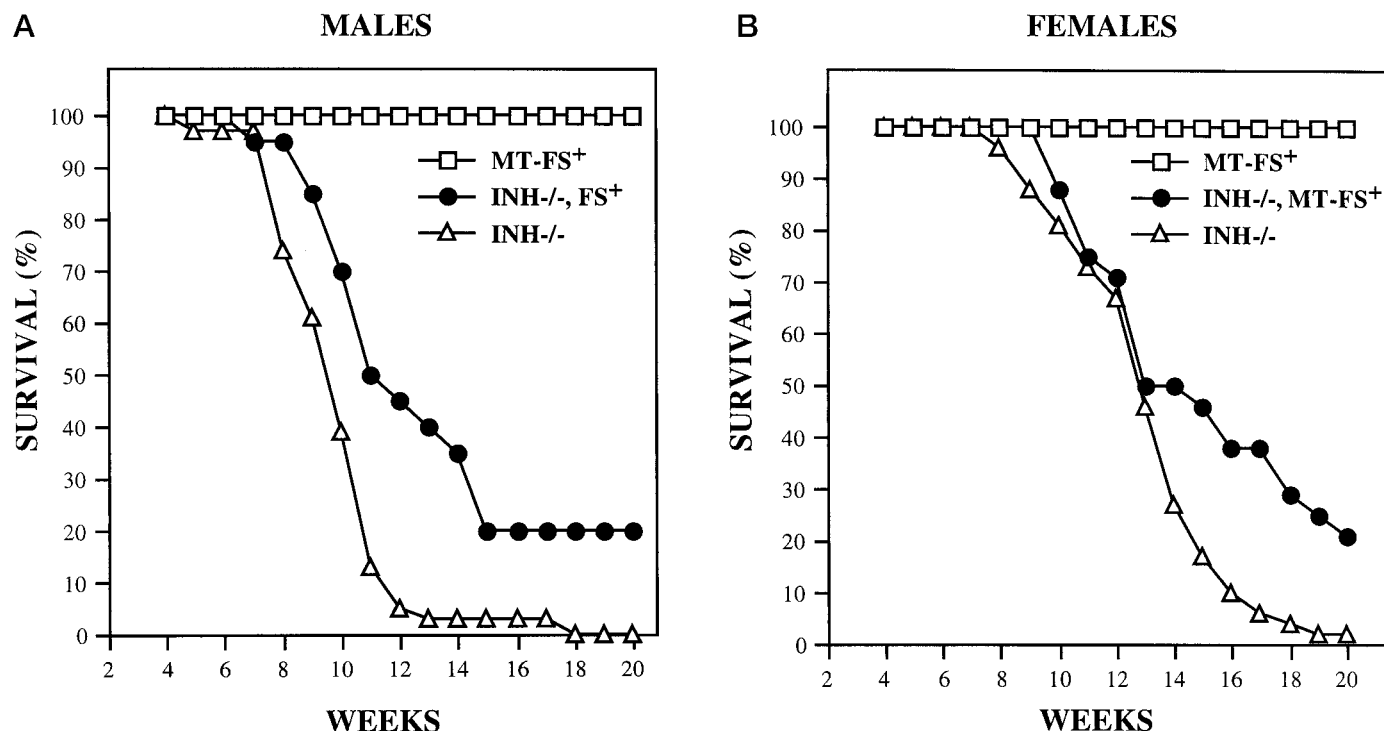 A
MALES
SURVIVAL (%)
100
90
80
70
60
50
40
30
20
10
0
MT-FS+
INH-/-, FS+
INH-/-
2 4 6 8 10 12 14 16 18 20
WEEKS
B
FEMALES
SURVIVAL (%)
100
90
80
70
60
50
40
30
20
10
0
MT-FS+
INH-/-, MT-FS+
INH-/-
2 4 6 8 10 12 14 16 18 20
WEEKS